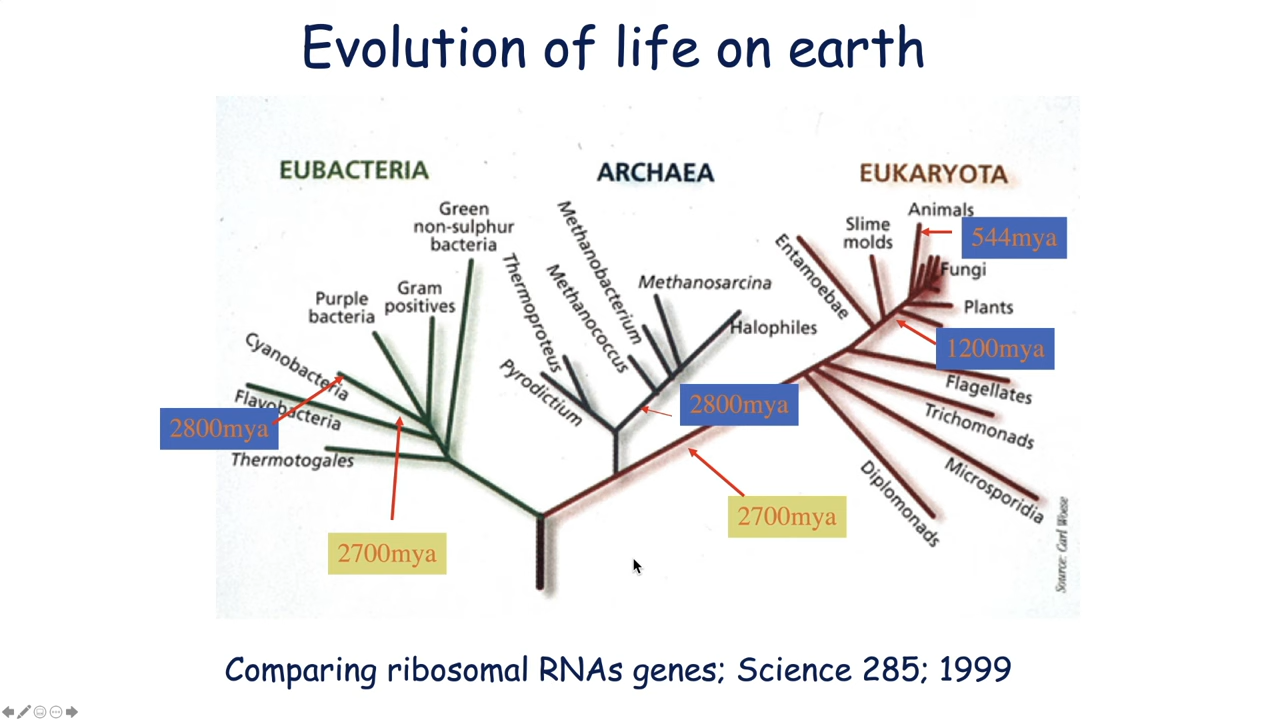 Evolution of life on earth
EUBACTERIA
ARCHAEA
EUKARYOTA
Green
non-sulphur
bacteria
Gram
positives
Purple
bacteria
Cyanobacteria
Flavobacteria
Thermotogales
2800mya
2700mya
Methanobacterium
Thermoproteus
Methanococcus
Pyrodictium
Methanosarcina
Halophiles
2800mya
2700mya
Animals
544mya
Slime
molds
Entamoebae
Fungi
Plants
1200mya
Flagellates
Trichomonads
Microsporidia
Diplomonads
Source: Carl Woese
Comparing ribosomal RNAs genes; Science 285; 1999